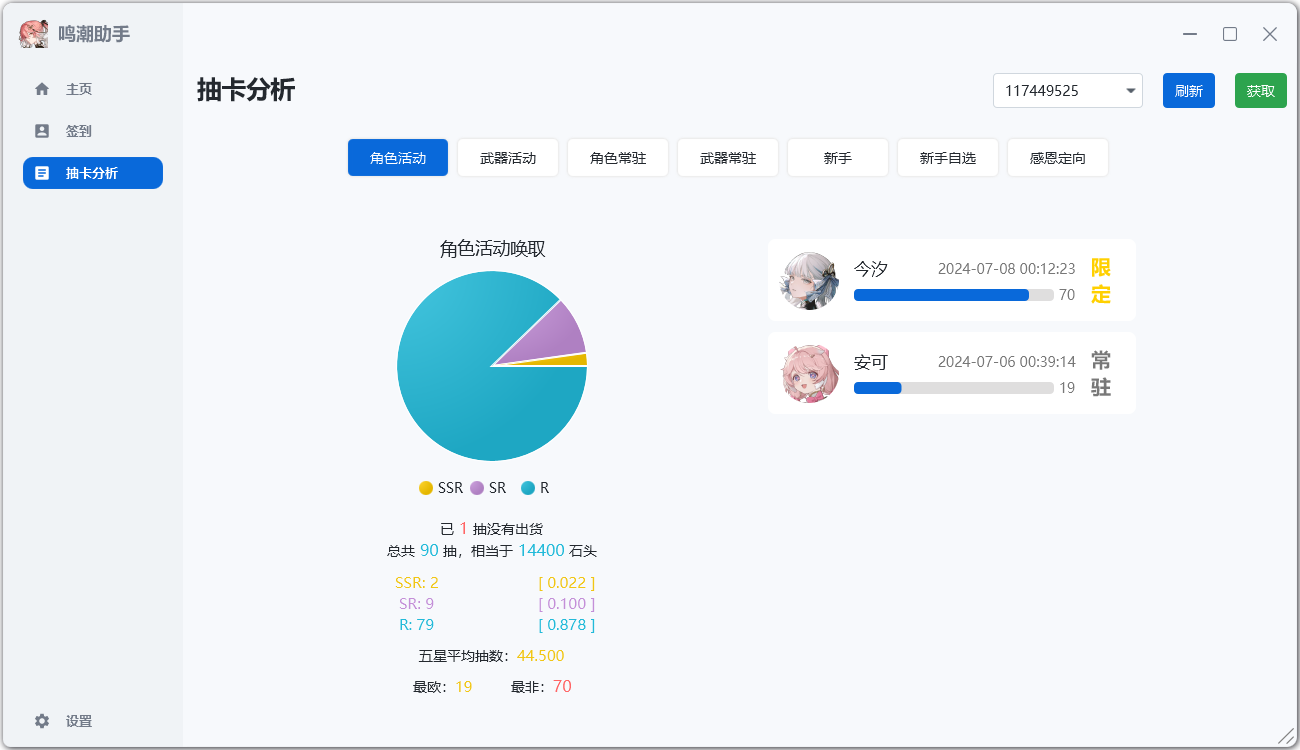 鸣潮助手
主页
签到
抽卡分析
设置
抽卡分析
117449525
刷新
获取
角色活动
武器活动
角色常驻
武器常驻
新手
新手自选
感恩定向
角色活动唤取
SSR
SR
R
已 1 抽没有出货
总共 90 抽，相当于 14400 石头
SSR: 2 [ 0.022 ]
SR: 9 [ 0.100 ]
R: 79 [ 0.878 ]
五星平均抽数：44.500
最欧：19 最非：70
今汐 2024-07-08 00:12:23
70
限定
安可 2024-07-06 00:39:14
19
常驻